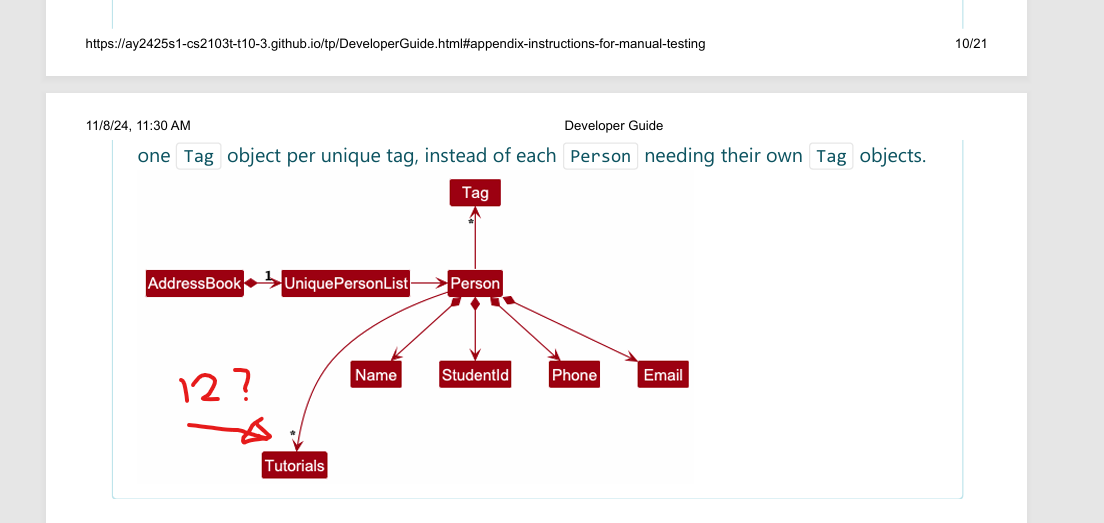 https://ay2425s1-cs2103t-t10-3.github.io/tp/DeveloperGuide.html#appendix-instructions-for-manual-testing 10/21
11/8/24, 11:30 AM Developer Guide
one Tag object per unique tag, instead of each Person needing their own Tag objects.
Tag
*
AddressBook 1 UniquePersonList Person
Name StudentId Phone Email
12?
*
Tutorials